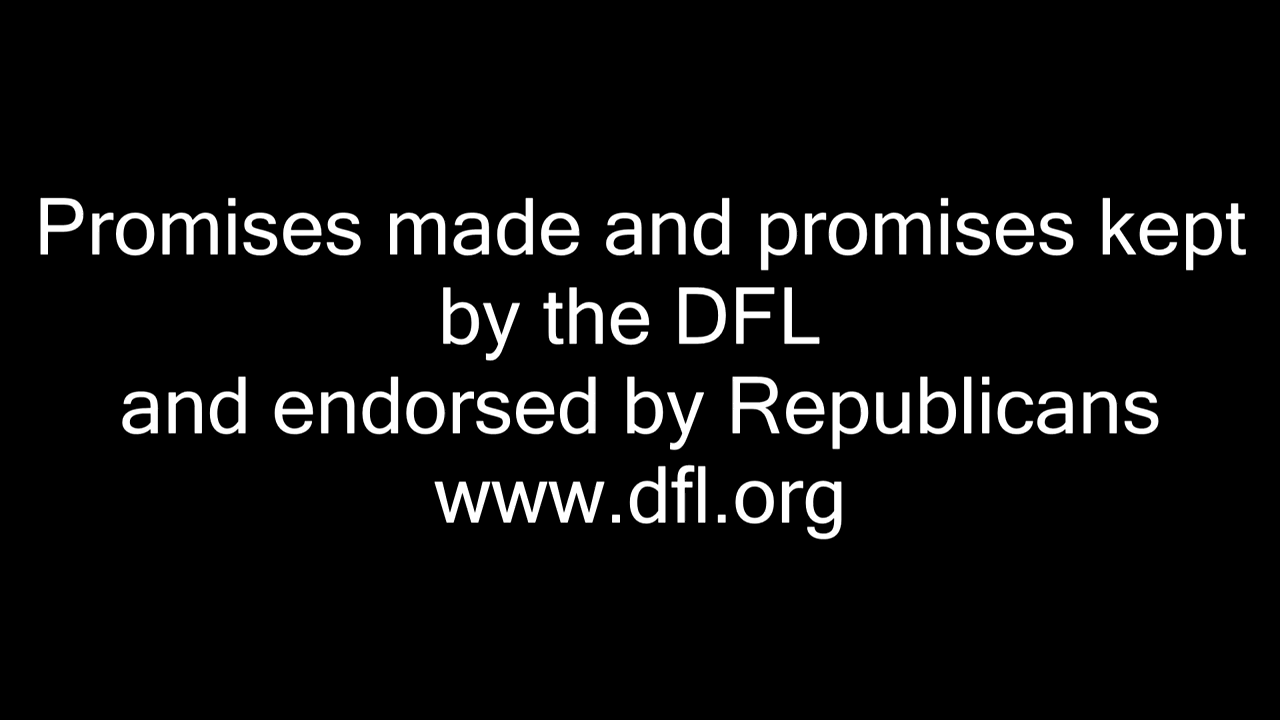 Promises made and promises kept
by the DFL
and endorsed by Republicans
www.dfl.org